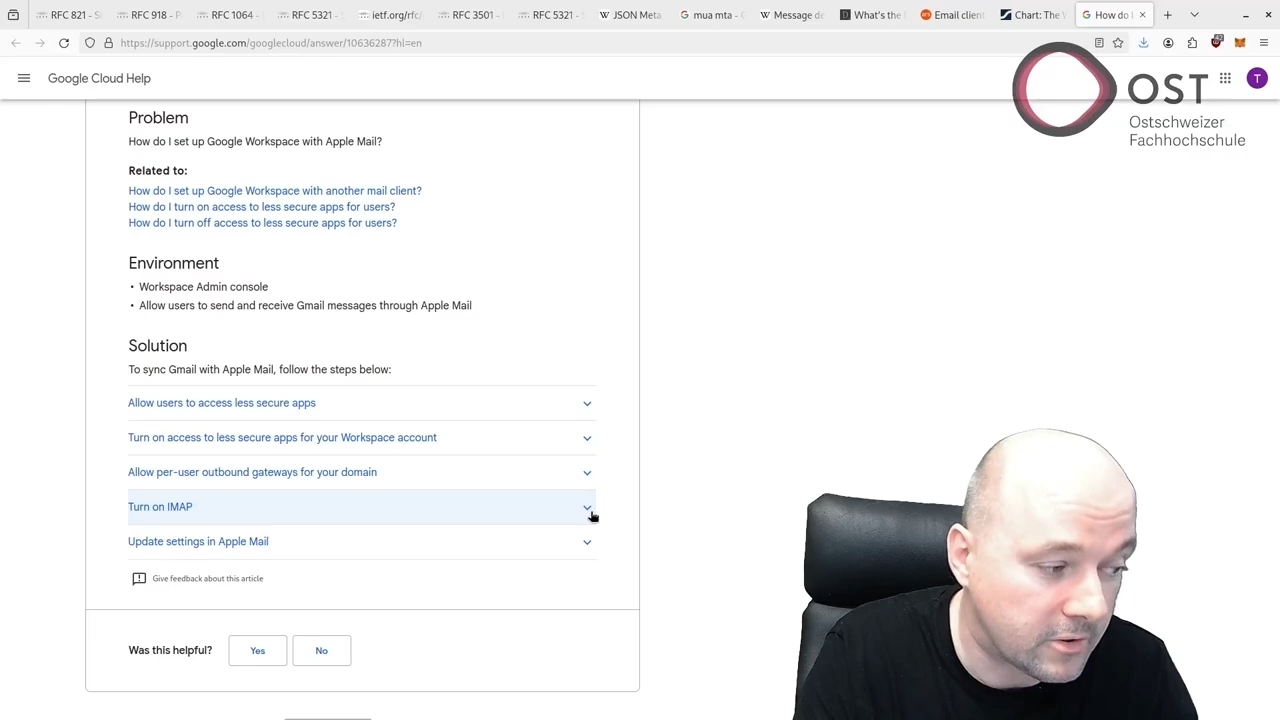 RFC 821 - S
RFC 918 - P
RFC 1064 -
RFC 5321 -
ietf.org/rfc/
RFC 3501 -
RFC 5321 -
JSON Meta
mua mta -
Message de
What's the
Email client
Chart: The
How do
https://support.google.com/googlecloud/answer/10636287?hl=en
Google Cloud Help
T
OST
Ostschweizer
Fachhochschule
Problem
How do I set up Google Workspace with Apple Mail?
Related to:
How do I set up Google Workspace with another mail client?
How do I turn on access to less secure apps for users?
How do I turn off access to less secure apps for users?
Environment
• Workspace Admin console
• Allow users to send and receive Gmail messages through Apple Mail
Solution
To sync Gmail with Apple Mail, follow the steps below:
Allow users to access less secure apps
Turn on access to less secure apps for your Workspace account
Allow per-user outbound gateways for your domain
Turn on IMAP
Update settings in Apple Mail
Give feedback about this article
Was this helpful?
Yes
No